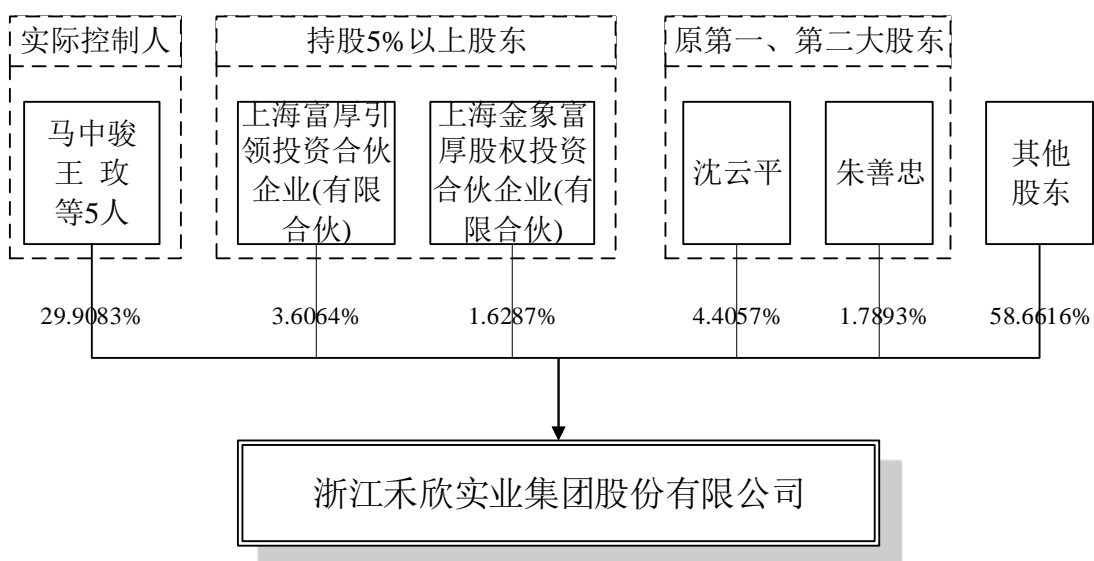 实际控制人
持股5%以上股东
原第一、第二大股东
马中骏
王 玫
等5人
上海富厚引
领投资合伙
企业(有限
合伙)
上海金象富
厚股权投资
合伙企业(有
限合伙)
沈云平
朱善忠
其他
股东
29.9083%
3.6064%
1.6287%
4.4057%
1.7893%
58.6616%
浙江禾欣实业集团股份有限公司